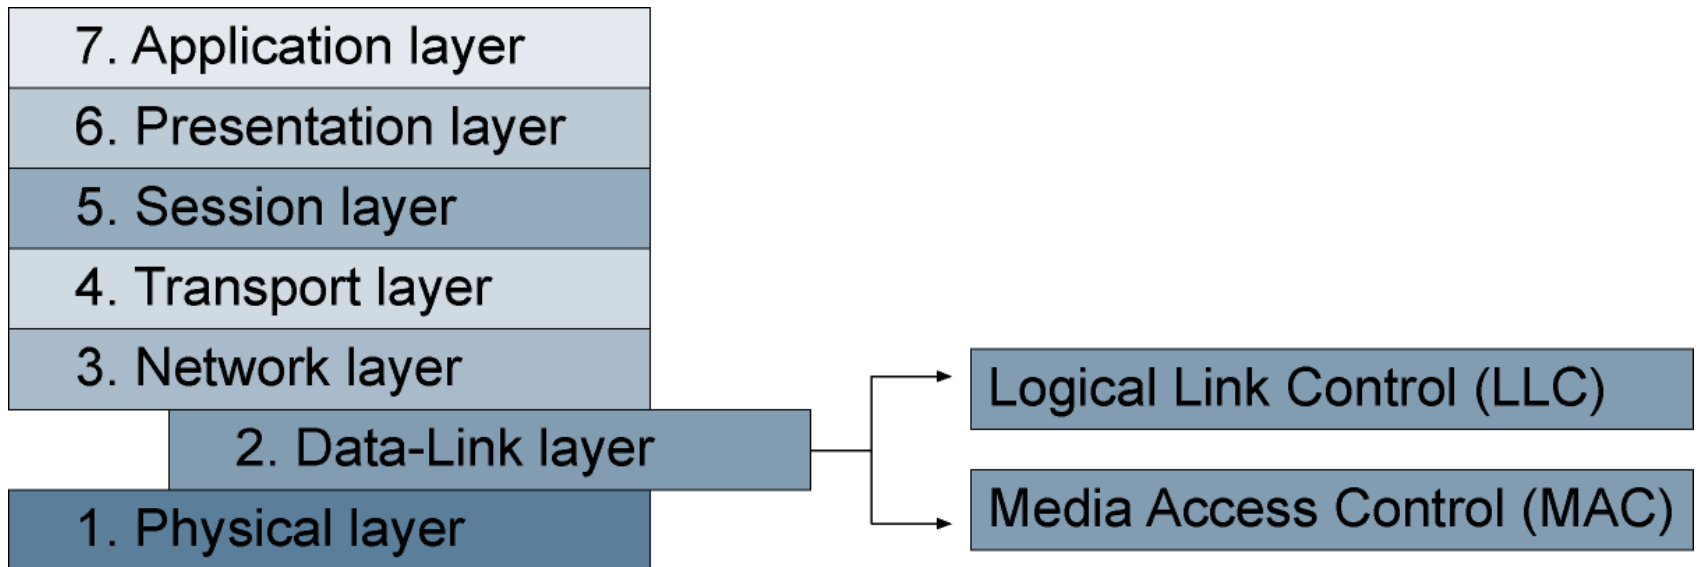 7. Application layer
6. Presentation layer
5. Session layer
4. Transport layer
3. Network layer
2. Data-Link layer
1. Physical layer
Logical Link Control (LLC)
Media Access Control (MAC)